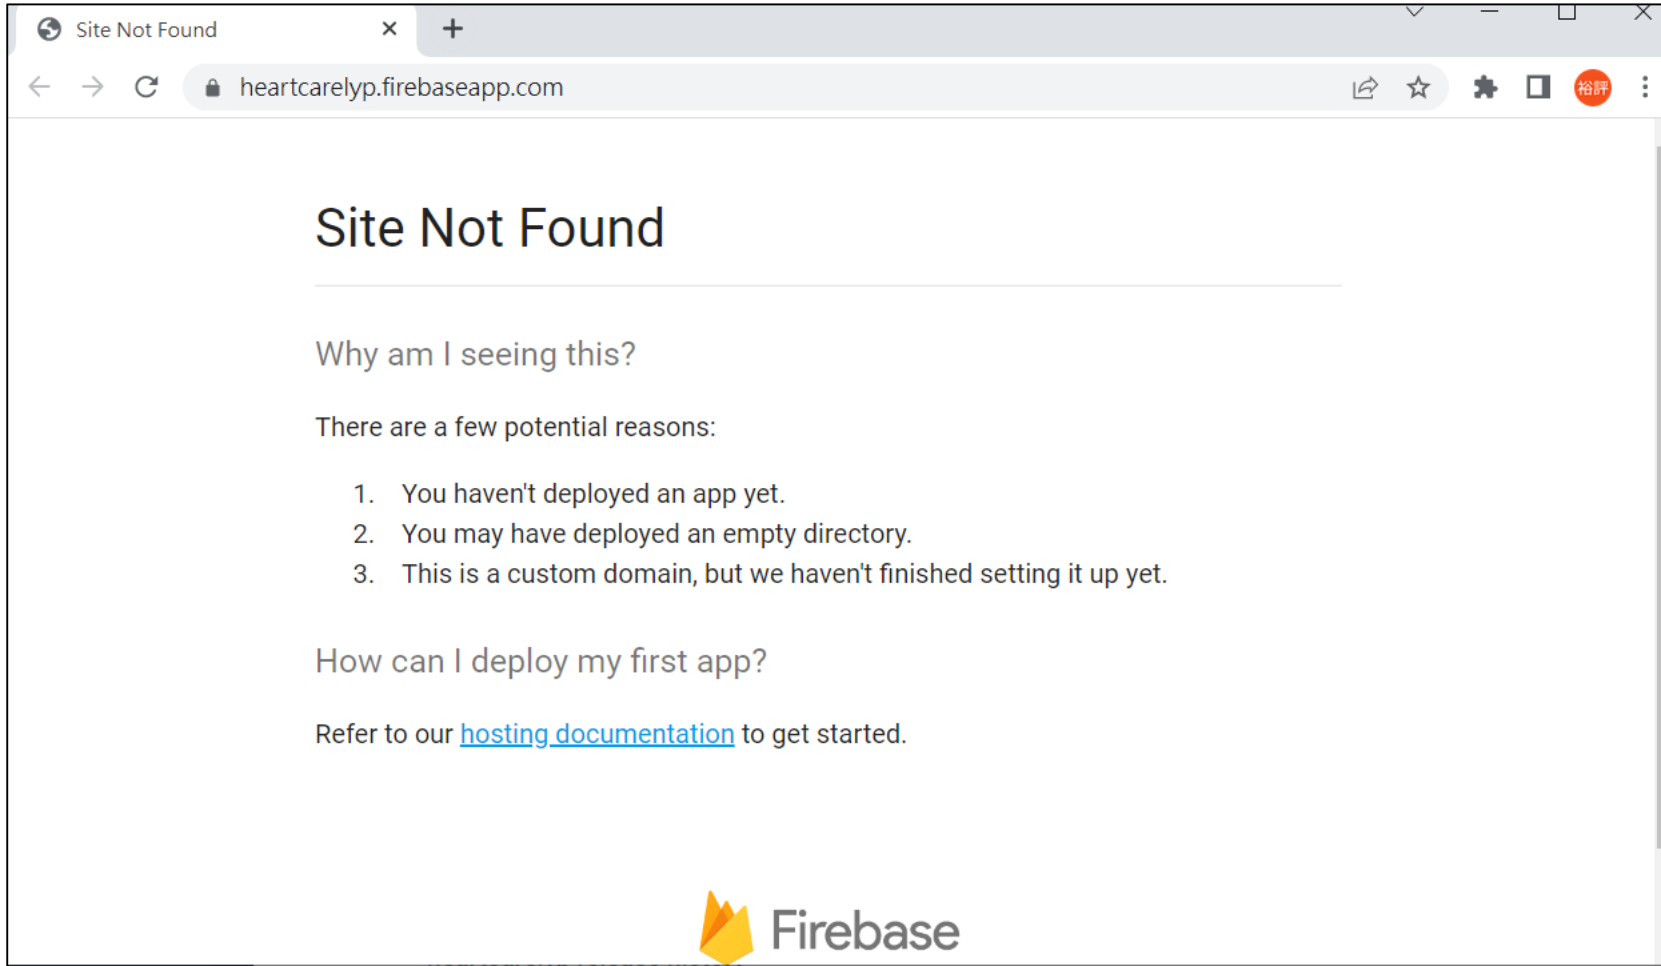 Site Not Found
heartcarelyp.firebaseapp.com
裕評
Site Not Found
Why am I seeing this?
There are a few potential reasons:
1. You haven't deployed an app yet.
2. You may have deployed an empty directory.
3. This is a custom domain, but we haven't finished setting it up yet.
How can I deploy my first app?
Refer to our hosting documentation to get started.
Firebase